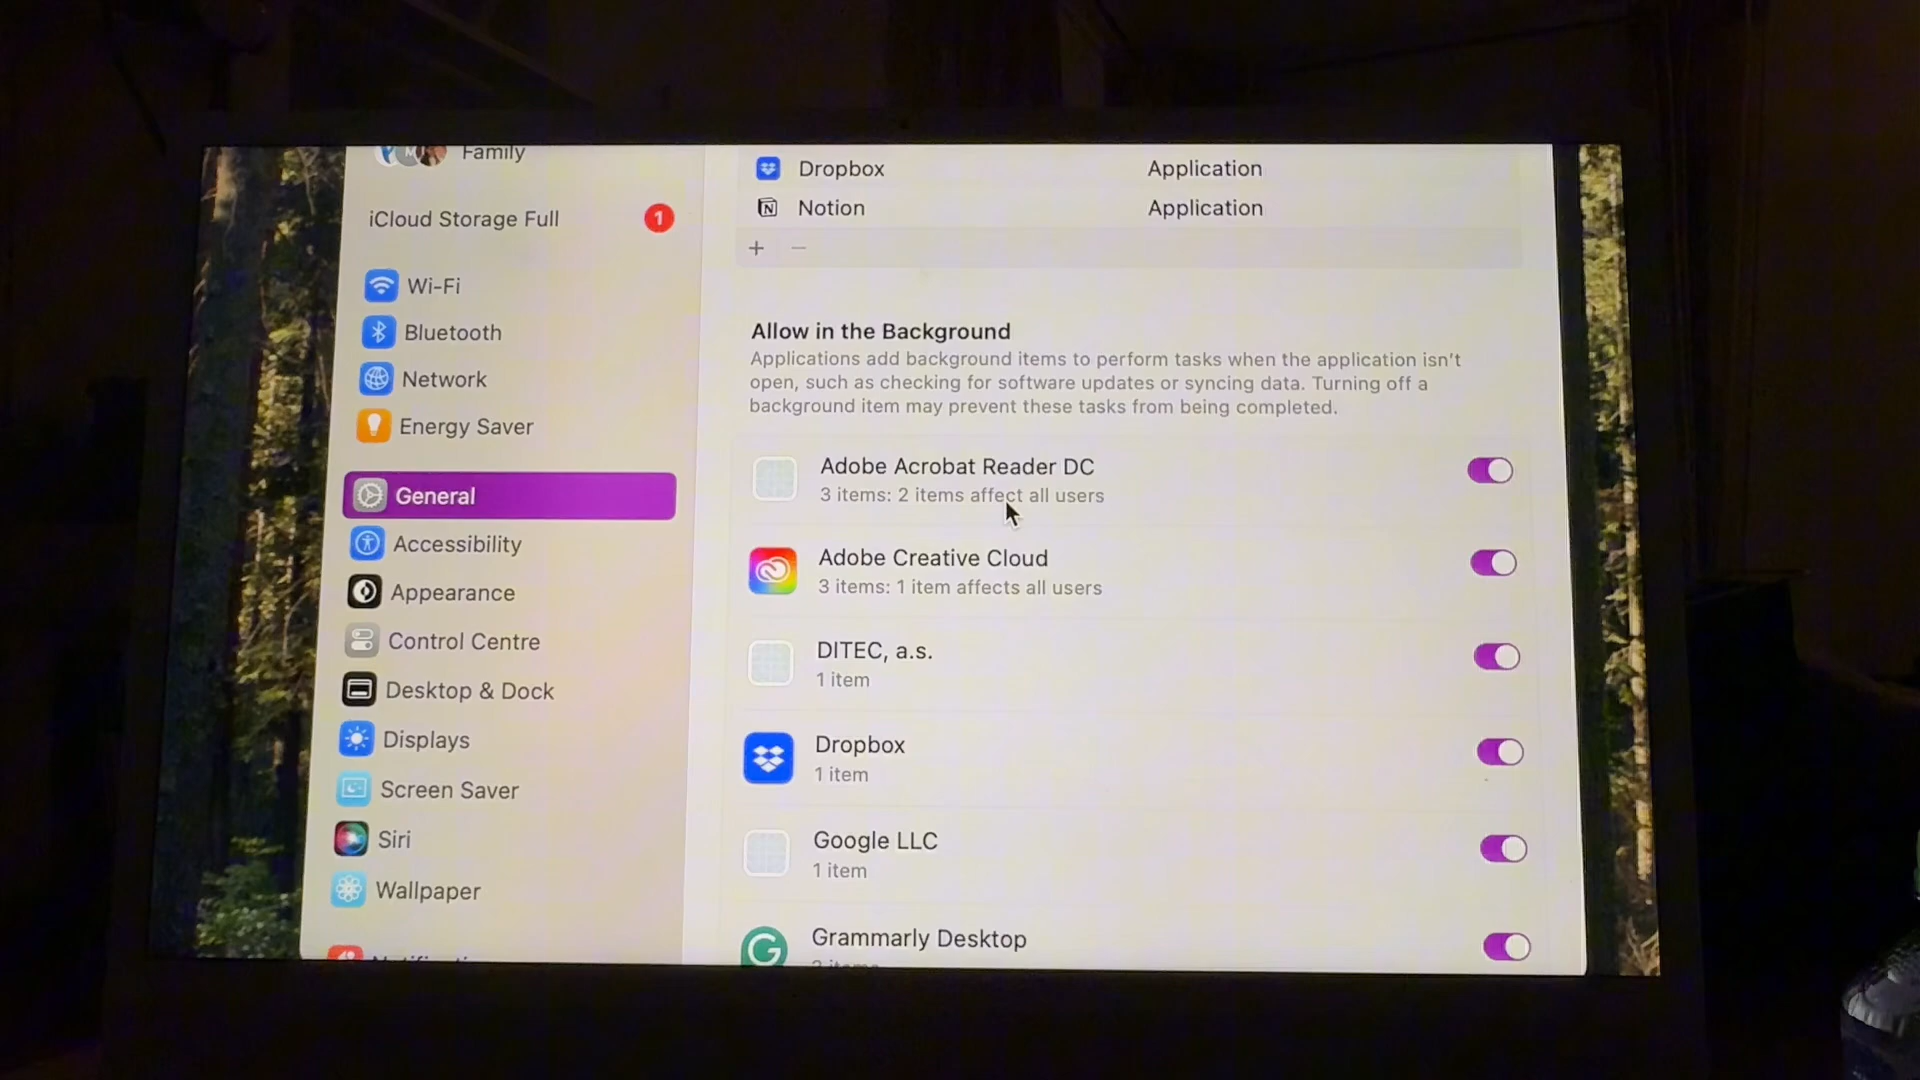 Family
iCloud Storage Full
1
Wi-Fi
Bluetooth
Network
Energy Saver
General
Accessibility
Appearance
Control Centre
Desktop & Dock
Displays
Screen Saver
Siri
Wallpaper
Dropbox Application
Notion Application
+ −
Allow in the Background
Applications add background items to perform tasks when the application isn't
open, such as checking for software updates or syncing data. Turning off a
background item may prevent these tasks from being completed.
Adobe Acrobat Reader DC
3 items: 2 items affect all users
Adobe Creative Cloud
3 items: 1 item affects all users
DITEC, a.s.
1 item
Dropbox
1 item
Google LLC
1 item
Grammarly Desktop